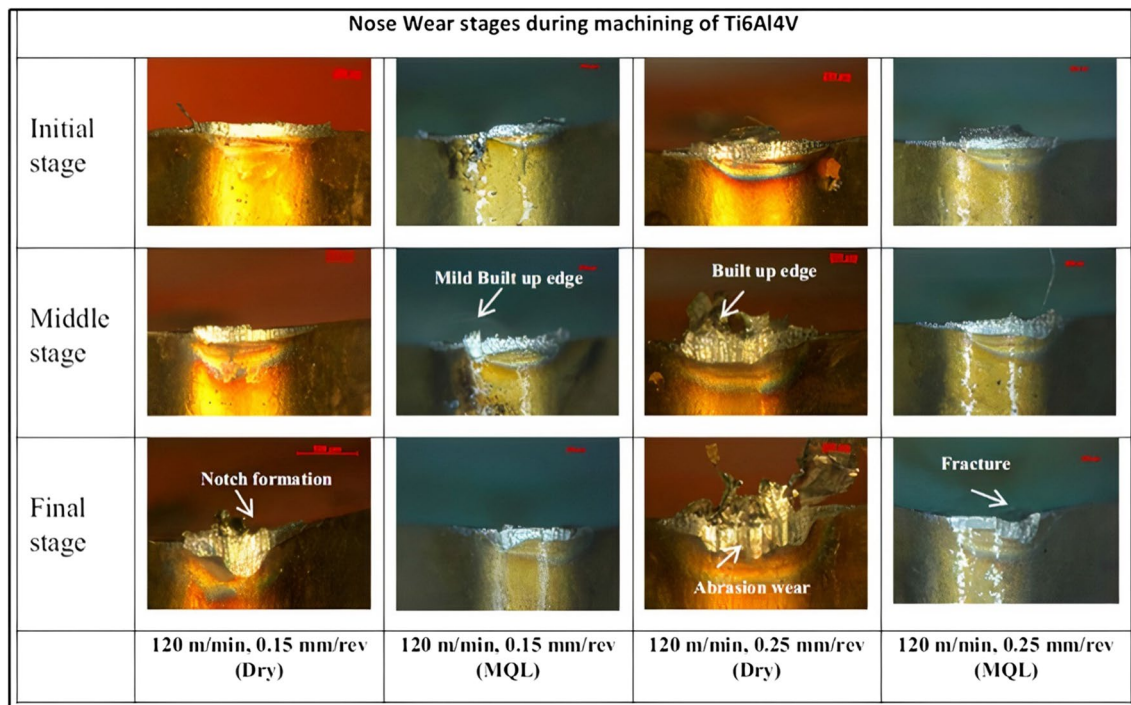 Nose Wear stages during machining of Ti6Al4V
Initial
stage
Middle
stage
Mild Built up edge
Built up edge
Final
stage
Notch formation
Abrasion wear
Fracture
120 m/min, 0.15 mm/rev
(Dry)
120 m/min, 0.15 mm/rev
(MQL)
120 m/min, 0.25 mm/rev
(Dry)
120 m/min, 0.25 mm/rev
(MQL)